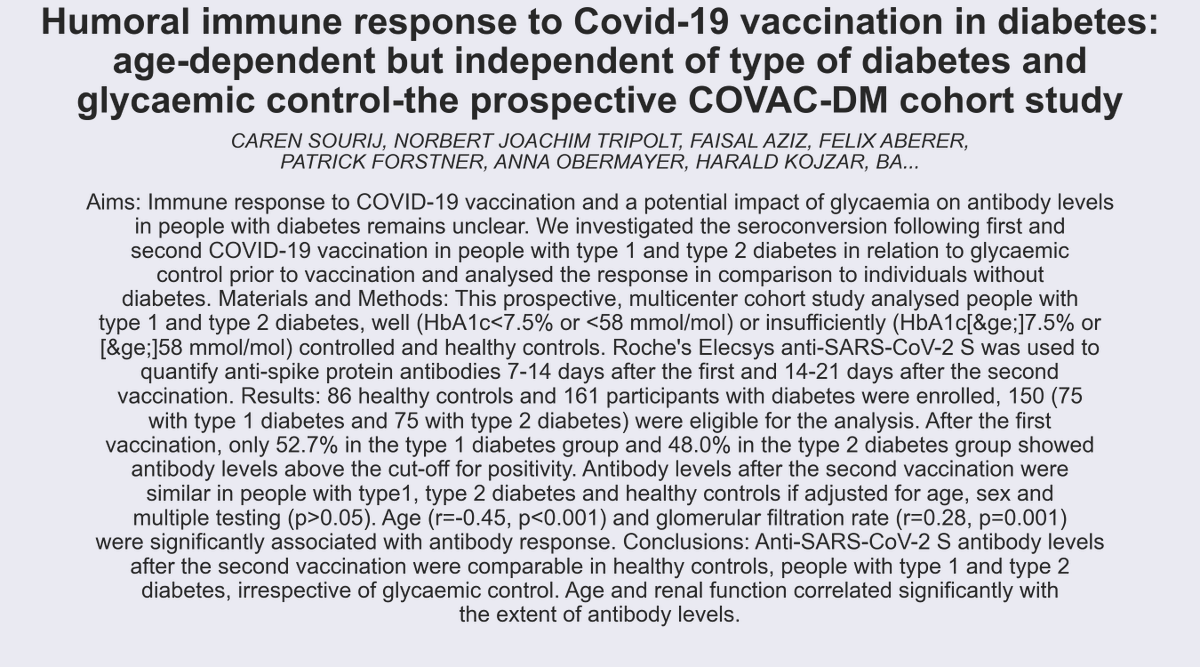 Humoral immune response to Covid-19 vaccination in diabetes:
age-dependent but independent of type of diabetes and
glycaemic control-the prospective COVAC-DM cohort study
CAREN SOURIJ, NORBERT JOACHIM TRIPOLT, FAISAL AZIZ, FELIX ABERER,
PATRICK FORSTNER, ANNA OBERMAYER, HARALD KOJZAR, BA...
Aims: Immune response to COVID-19 vaccination and a potential impact of glycaemia on antibody levels
in people with diabetes remains unclear. We investigated the seroconversion following first and
second COVID-19 vaccination in people with type 1 and type 2 diabetes in relation to glycaemic
control prior to vaccination and analysed the response in comparison to individuals without
diabetes. Materials and Methods: This prospective, multicenter cohort study analysed people with
type 1 and type 2 diabetes, well (HbA1c<7.5% or <58 mmol/mol) or insufficiently (HbA1c[&ge;]7.5% or
[&ge;]58 mmol/mol) controlled and healthy controls. Roche's Elecsys anti-SARS-CoV-2 S was used to
quantify anti-spike protein antibodies 7-14 days after the first and 14-21 days after the second
vaccination. Results: 86 healthy controls and 161 participants with diabetes were enrolled, 150 (75
with type 1 diabetes and 75 with type 2 diabetes) were eligible for the analysis. After the first
vaccination, only 52.7% in the type 1 diabetes group and 48.0% in the type 2 diabetes group showed
antibody levels above the cut-off for positivity. Antibody levels after the second vaccination were
similar in people with type1, type 2 diabetes and healthy controls if adjusted for age, sex and
multiple testing (p>0.05). Age (r=-0.45, p<0.001) and glomerular filtration rate (r=0.28, p=0.001)
were significantly associated with antibody response. Conclusions: Anti-SARS-CoV-2 S antibody levels
after the second vaccination were comparable in healthy controls, people with type 1 and type 2
diabetes, irrespective of glycaemic control. Age and renal function correlated significantly with
the extent of antibody levels.